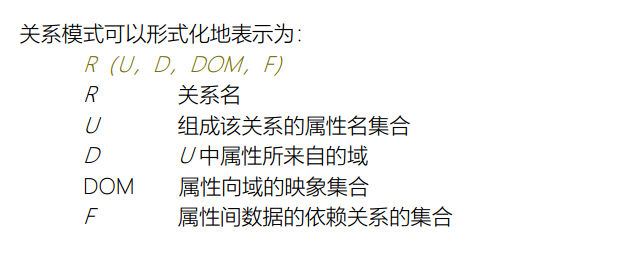 关系模式可以形式化地表示为：
R（U，D，DOM，F）
R 关系名
U 组成该关系的属性名集合
D U中属性所来自的域
DOM 属性向域的映象集合
F 属性间数据的依赖关系的集合